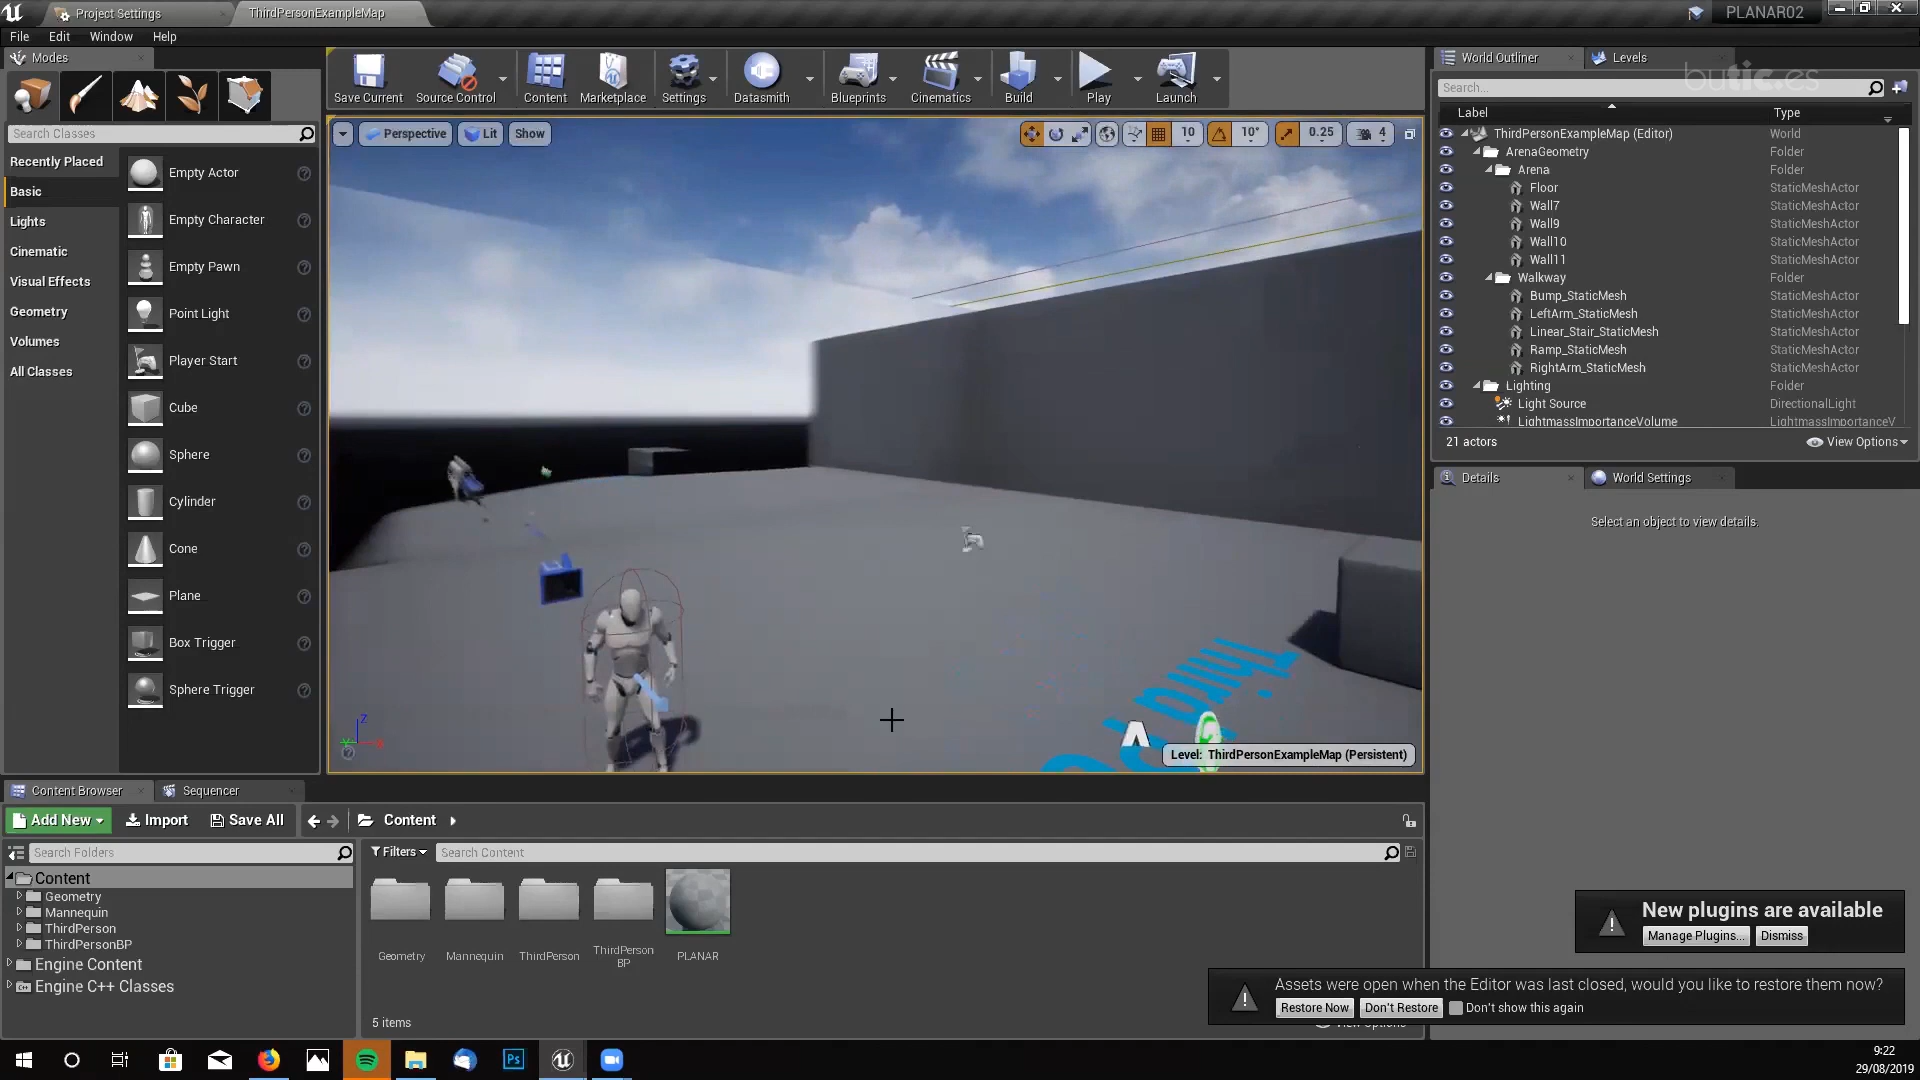 Project Settings
ThirdPersonExampleMap
PLANAR02
File Edit Window Help
Modes
Save Current
Source Control
Content
Marketplace
Settings
Datasmith
Blueprints
Cinematics
Build
Play
Launch
World Outliner
Levels
butic.es
Search...
Search Classes
Recently Placed
Basic
Lights
Cinematic
Visual Effects
Geometry
Volumes
All Classes
Empty Actor
Empty Character
Empty Pawn
Point Light
Player Start
Cube
Sphere
Cylinder
Cone
Plane
Box Trigger
Sphere Trigger
Perspective
Lit
Show
10
10°
0.25
4
Z
Level: ThirdPersonExampleMap (Persistent)
Label Type
ThirdPersonExampleMap (Editor) World
ArenaGeometry Folder
Arena Folder
Floor StaticMeshActor
Wall7 StaticMeshActor
Wall9 StaticMeshActor
Wall10 StaticMeshActor
Wall11 StaticMeshActor
Walkway Folder
Bump_StaticMesh StaticMeshActor
LeftArm_StaticMesh StaticMeshActor
Linear_Stair_StaticMesh StaticMeshActor
Ramp_StaticMesh StaticMeshActor
RightArm_StaticMesh StaticMeshActor
Lighting Folder
Light Source DirectionalLight
LightmassImportanceVolume LightmassImportanceV
21 actors
View Options
Details
World Settings
Select an object to view details.
Content Browser
Sequencer
Add New
Import
Save All
Content
Search Folders
Filters
Search Content
Content
Geometry
Mannequin
ThirdPerson
ThirdPersonBP
Engine Content
Engine C++ Classes
Geometry
Mannequin
ThirdPerson
ThirdPerson
BP
PLANAR
5 items
View Options
New plugins are available
Manage Plugins...
Dismiss
Assets were open when the Editor was last closed, would you like to restore them now?
Restore Now
Don't Restore
Don't show this again
Ps
9:22
29/08/2019